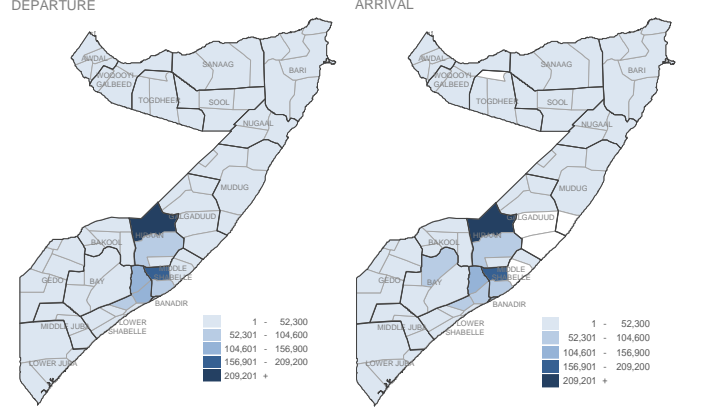 DEPARTURE
AWDAL
WOQOOYI
GALBEED
SANAAG
BARI
TOGDHEER
SOOL
NUGAAL
MUDUG
GALGADUUD
HIRAAN
BAKOOL
GEDO
BAY
MIDDLE
SHABELLE
BANADIR
LOWER
SHABELLE
MIDDLE JUBA
LOWER JUBA
1 - 52,300
52,301 - 104,600
104,601 - 156,900
156,901 - 209,200
209,201 +
ARRIVAL
AWDAL
WOQOOYI
GALBEED
SANAAG
BARI
TOGDHEER
SOOL
NUGAAL
MUDUG
GALGADUUD
HIRAAN
BAKOOL
GEDO
BAY
MIDDLE
SHABELLE
BANADIR
LOWER
SHABELLE
MIDDLE JUBA
LOWER JUBA
1 - 52,300
52,301 - 104,600
104,601 - 156,900
156,901 - 209,200
209,201 +